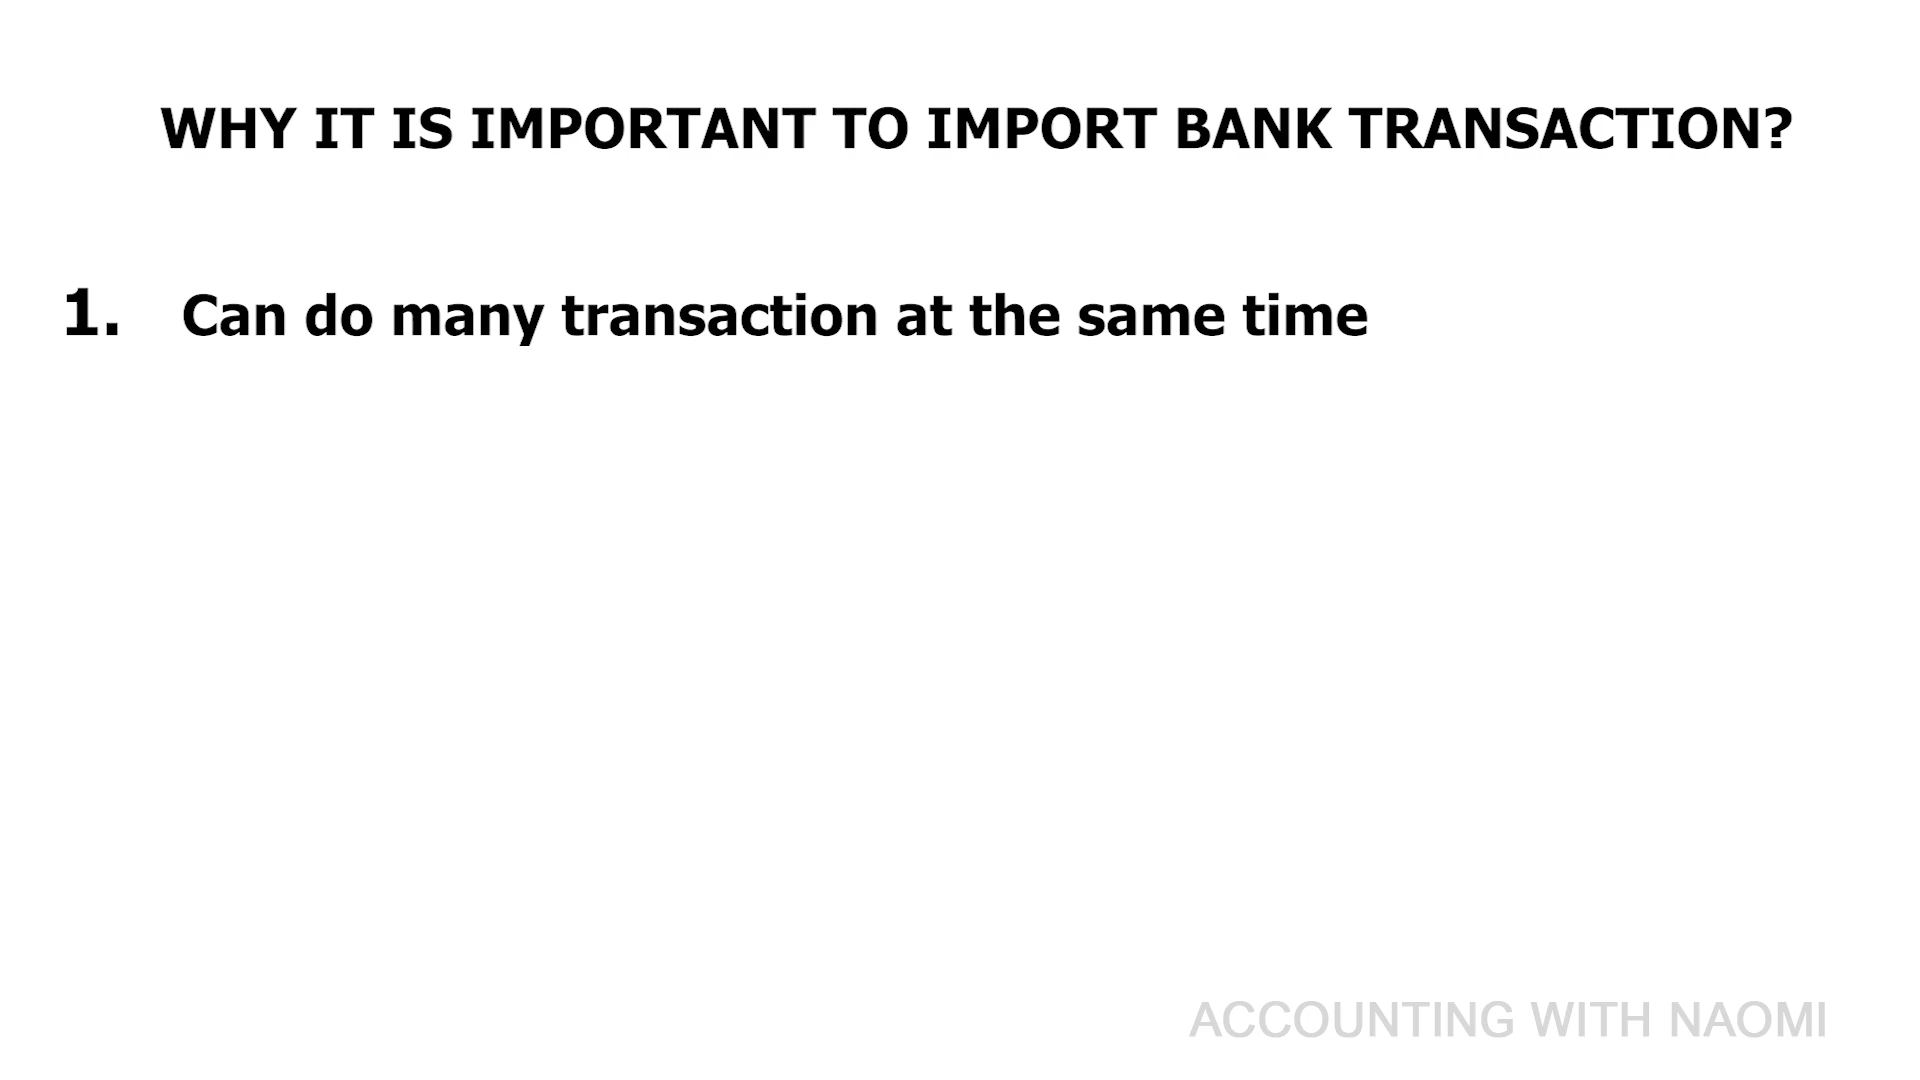 WHY IT IS IMPORTANT TO IMPORT BANK TRANSACTION?
1. Can do many transaction at the same time
ACCOUNTING WITH NAOMI